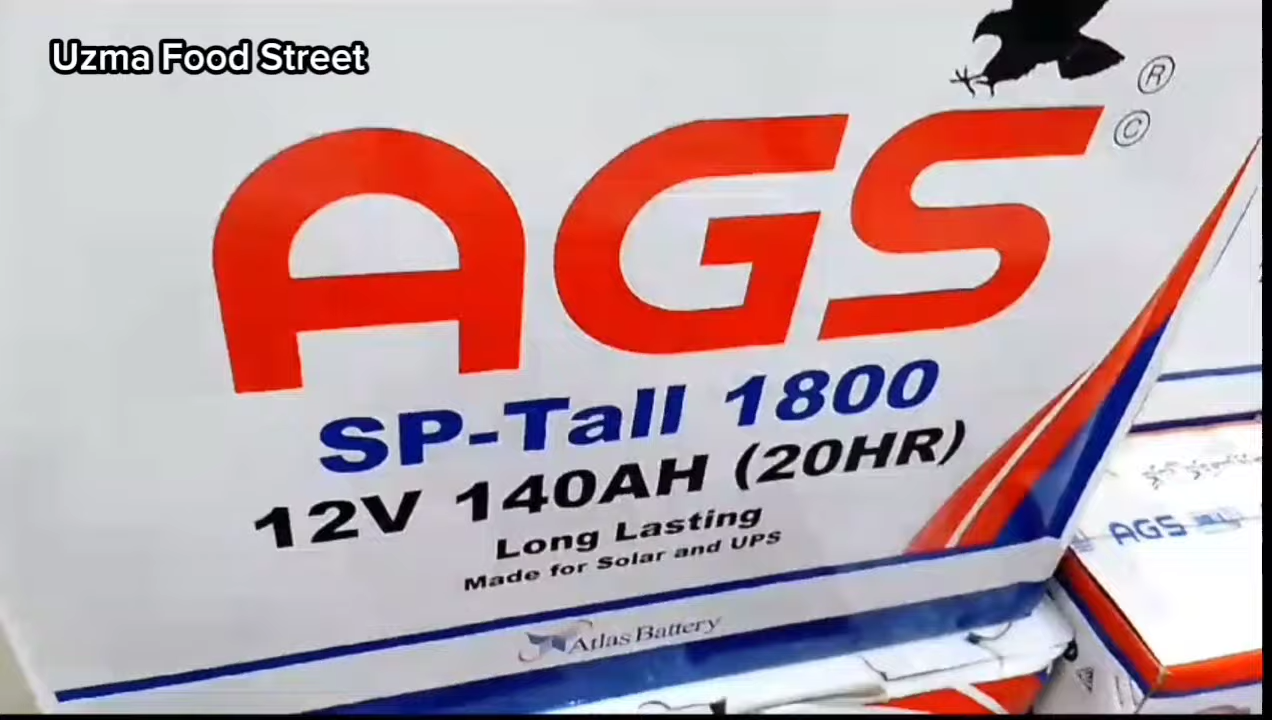 Uzma Food Street
®
©
AGS
SP-Tall 1800
12V 140AH (20HR)
Long Lasting
Made for Solar and UPS
Atlas Battery
AGS